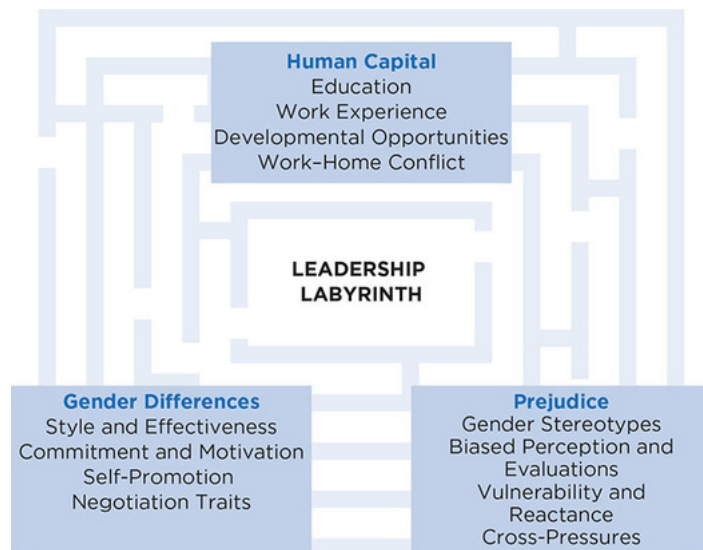 Human Capital
Education
Work Experience
Developmental Opportunities
Work–Home Conflict
LEADERSHIP
LABYRINTH
Gender Differences
Style and Effectiveness
Commitment and Motivation
Self-Promotion
Negotiation Traits
Prejudice
Gender Stereotypes
Biased Perception and
Evaluations
Vulnerability and
Reactance
Cross-Pressures